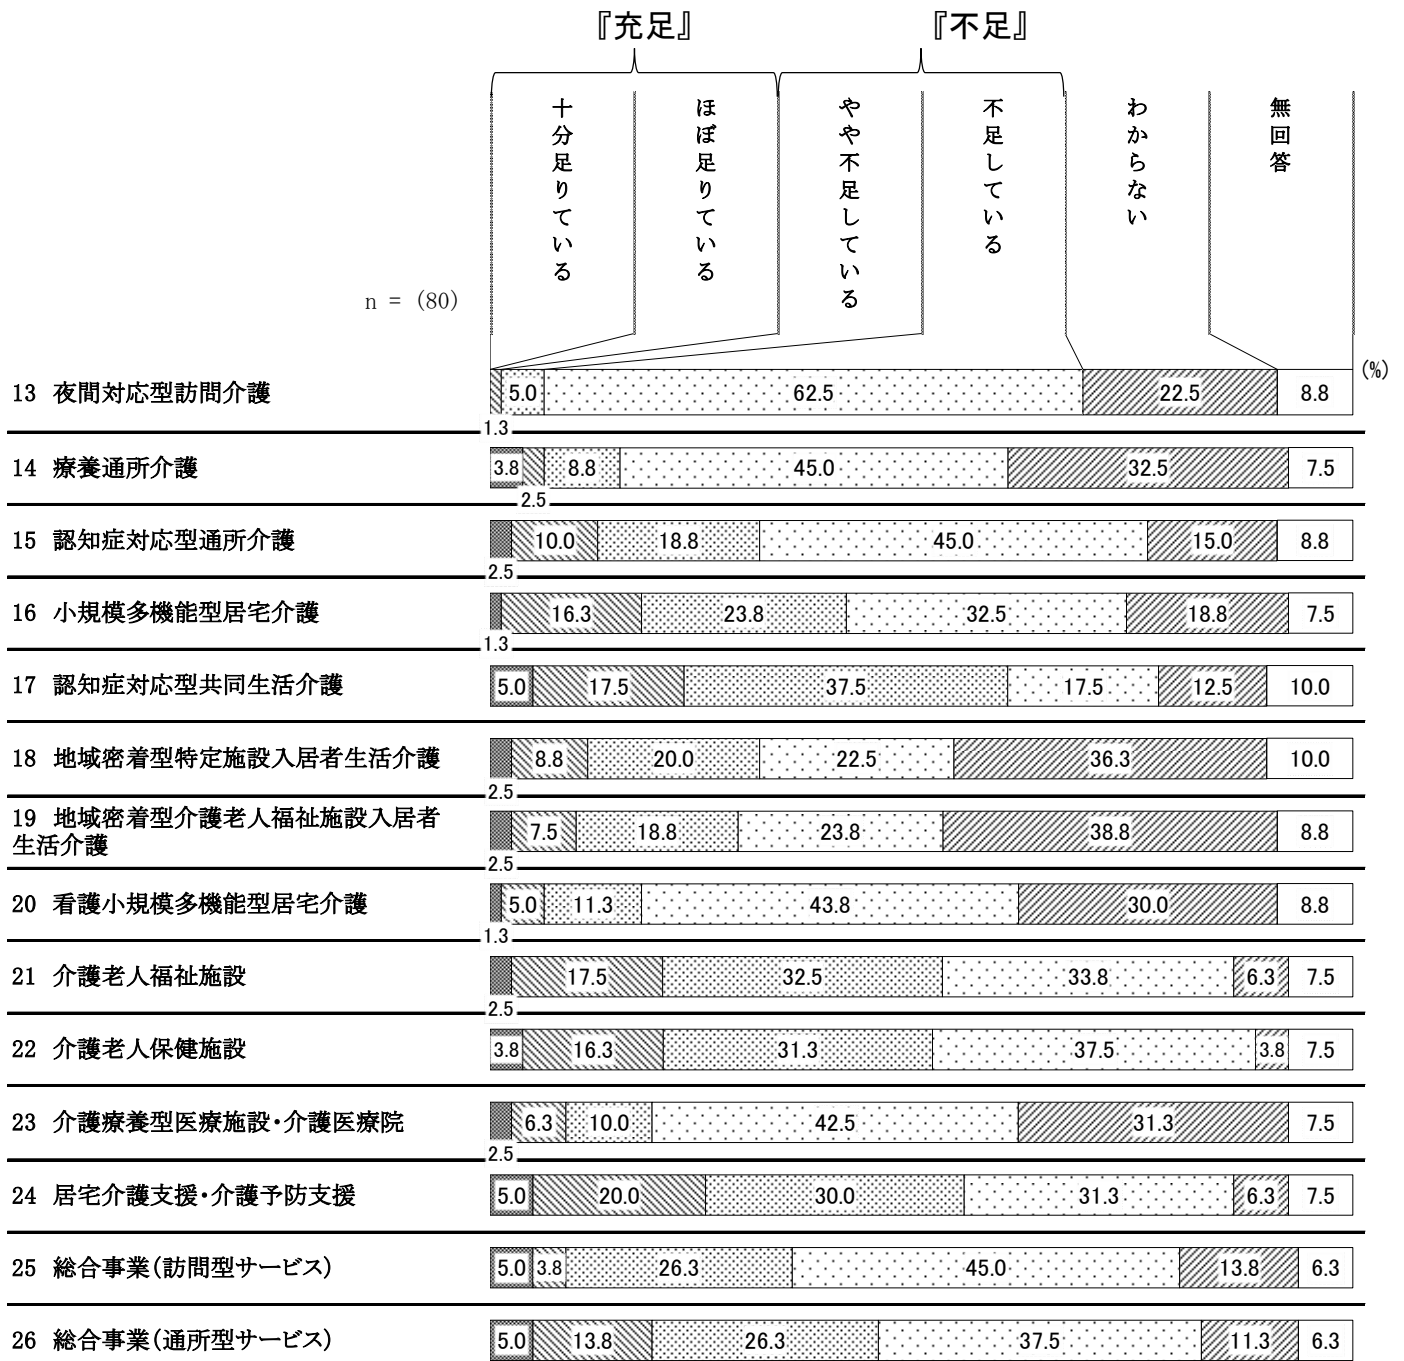 『充足』 『不足』
十分足りている
ほぼ足りている
やや不足している
不足している
わからない
無回答
n = (80)
(%)
13 夜間対応型訪問介護 5.0 62.5 22.5 8.8
1.3
14 療養通所介護 3.8 8.8 45.0 32.5 7.5
2.5
15 認知症対応型通所介護 10.0 18.8 45.0 15.0 8.8
2.5
16 小規模多機能型居宅介護 16.3 23.8 32.5 18.8 7.5
1.3
17 認知症対応型共同生活介護 5.0 17.5 37.5 17.5 12.5 10.0
18 地域密着型特定施設入居者生活介護 8.8 20.0 22.5 36.3 10.0
2.5
19 地域密着型介護老人福祉施設入居者
生活介護 7.5 18.8 23.8 38.8 8.8
2.5
20 看護小規模多機能型居宅介護 5.0 11.3 43.8 30.0 8.8
1.3
21 介護老人福祉施設 17.5 32.5 33.8 6.3 7.5
2.5
22 介護老人保健施設 3.8 16.3 31.3 37.5 3.8 7.5
23 介護療養型医療施設・介護医療院 6.3 10.0 42.5 31.3 7.5
2.5
24 居宅介護支援・介護予防支援 5.0 20.0 30.0 31.3 6.3 7.5
25 総合事業(訪問型サービス) 5.0 3.8 26.3 45.0 13.8 6.3
26 総合事業(通所型サービス) 5.0 13.8 26.3 37.5 11.3 6.3